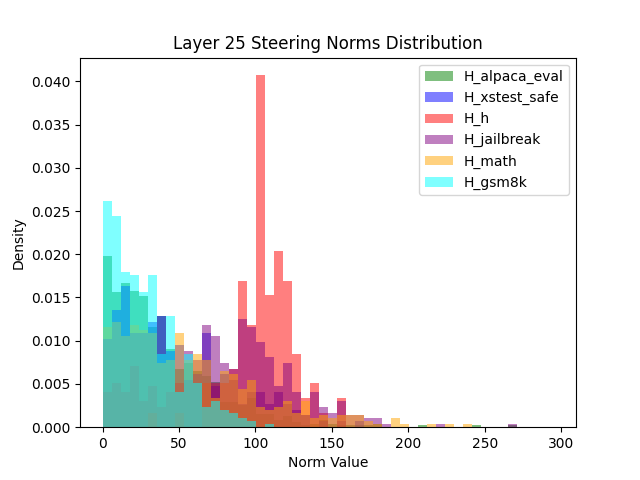 Layer 25 Steering Norms Distribution
H_alpaca_eval
H_xstest_safe
H_h
H_jailbreak
H_math
H_gsm8k
Density
0.040
0.035
0.030
0.025
0.020
0.015
0.010
0.005
0.000
0 50 100 150 200 250 300
Norm Value